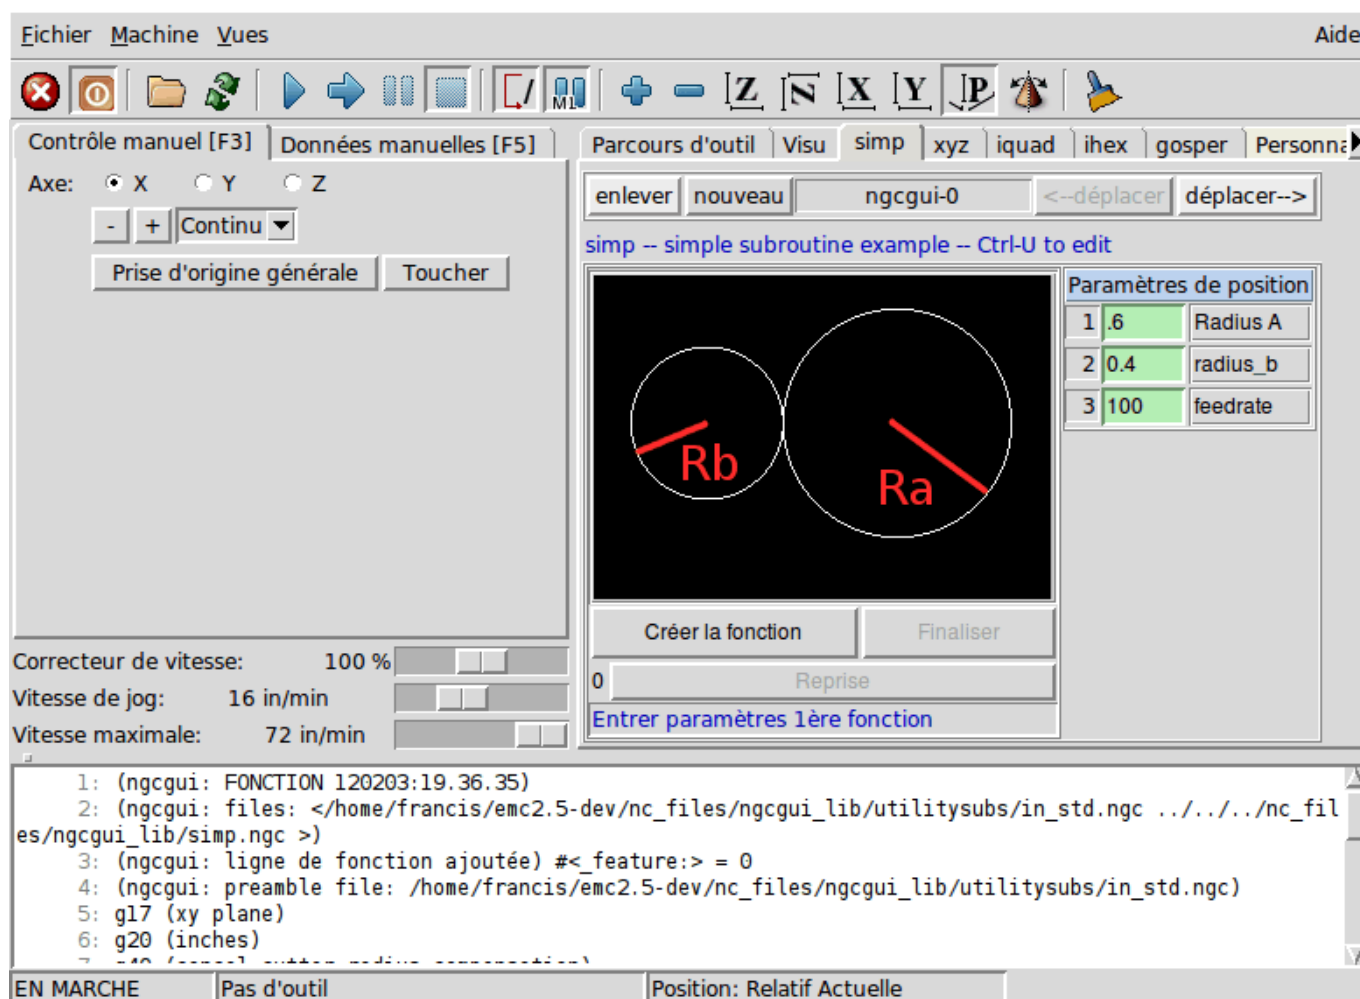 Fichier Machine Vues Aide
M1 Z N X Y P
Contrôle manuel [F3] Données manuelles [F5]
Axe: X Y Z
- + Continu
Prise d'origine générale Toucher
Parcours d'outil Visu simp xyz iquad ihex gosper Personna
enlever nouveau ngcgui-0 <--déplacer déplacer-->
simp -- simple subroutine example -- Ctrl-U to edit
Rb
Ra
Paramètres de position
1 .6 Radius A
2 0.4 radius_b
3 100 feedrate
Créer la fonction Finaliser
0 Reprise
Entrer paramètres 1ère fonction
Correcteur de vitesse: 100 %
Vitesse de jog: 16 in/min
Vitesse maximale: 72 in/min
1: (ngcgui: FONCTION 120203:19.36.35)
2: (ngcgui: files: </home/francis/emc2.5-dev/nc_files/ngcgui_lib/utilitysubs/in_std.ngc ../../../nc_fil
es/ngcgui_lib/simp.ngc >)
3: (ngcgui: ligne de fonction ajoutée) #<_feature:> = 0
4: (ngcgui: preamble file: /home/francis/emc2.5-dev/nc_files/ngcgui_lib/utilitysubs/in_std.ngc)
5: g17 (xy plane)
6: g20 (inches)
EN MARCHE Pas d'outil Position: Relatif Actuelle